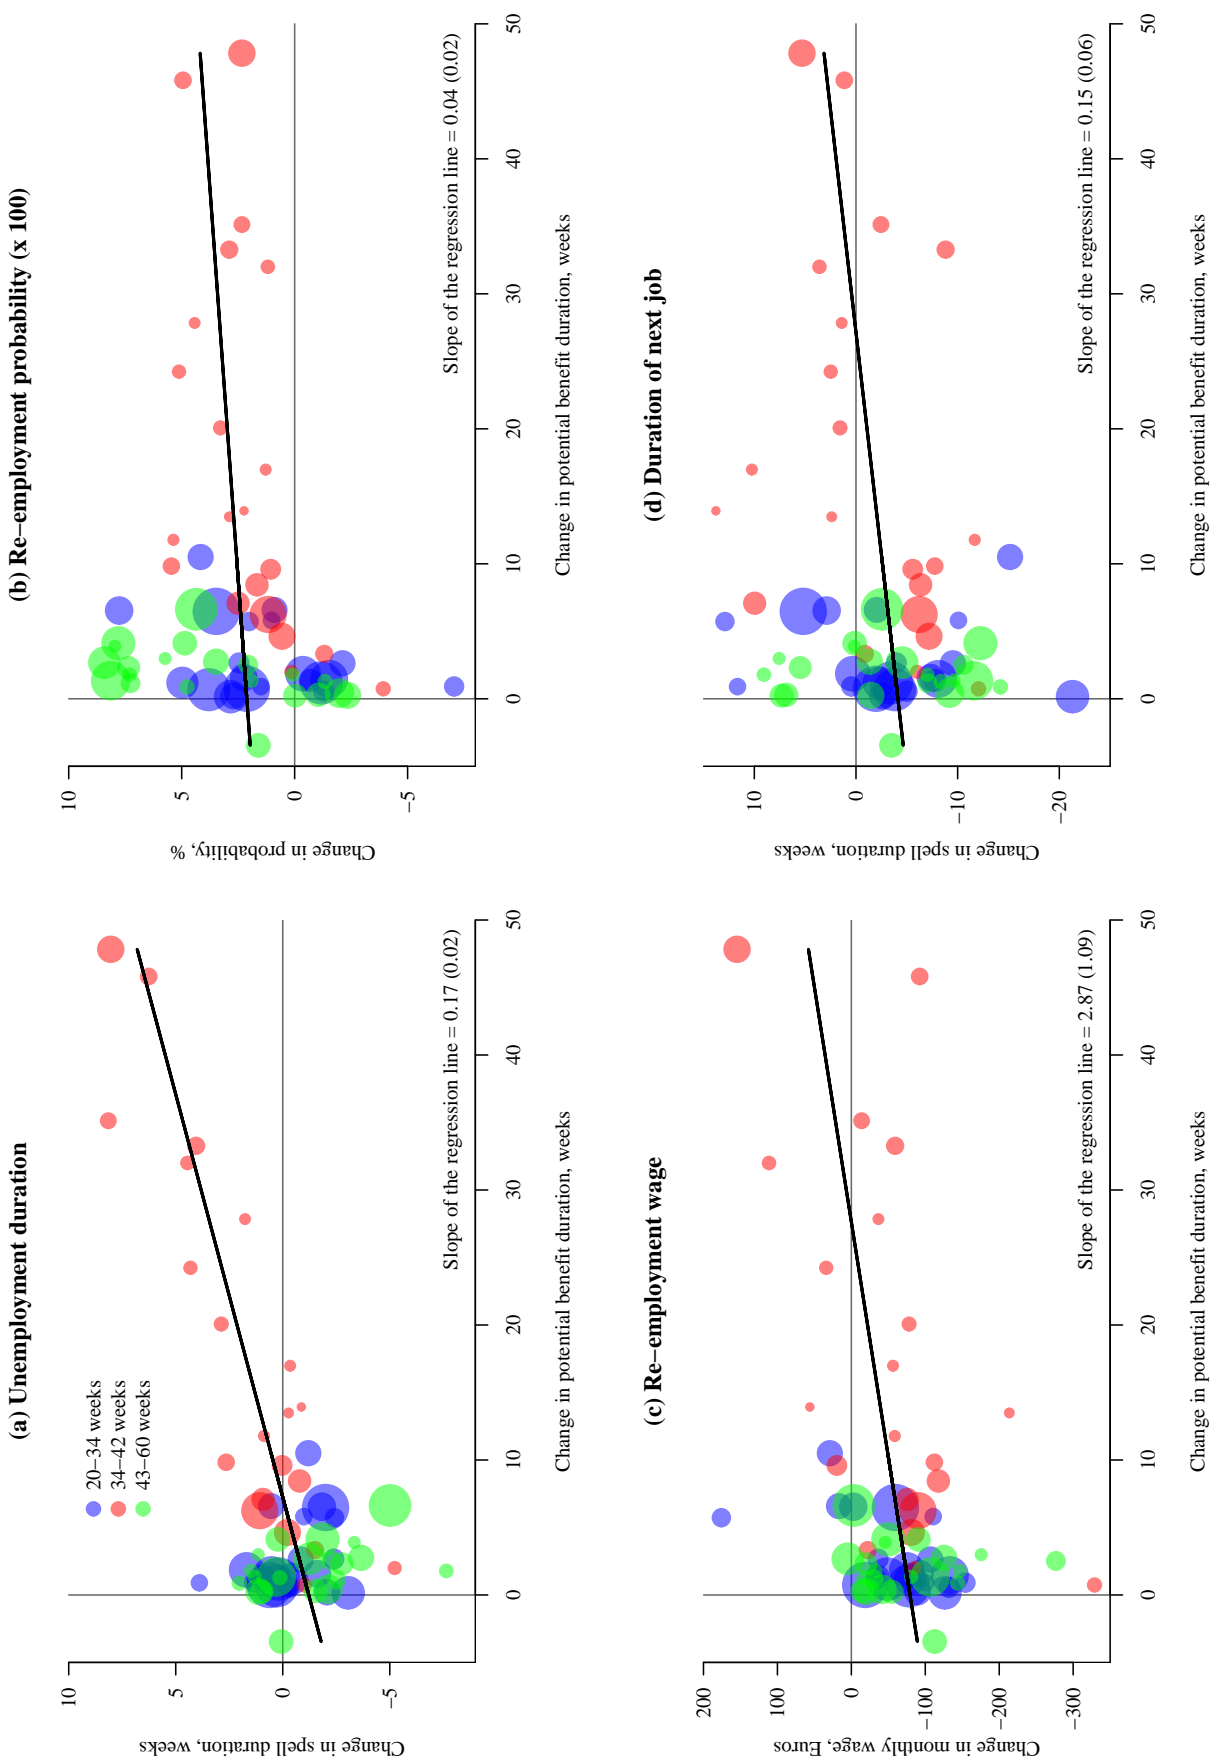 (a) Unemployment duration
20−34 weeks
34−42 weeks
43−60 weeks
10
5
0
−5
Change in spell duration, weeks
0
10
20
30
40
50
Slope of the regression line = 0.17 (0.02)
Change in potential benefit duration, weeks
(b) Re−employment probability (x 100)
10
5
0
−5
Change in probability, %
0
10
20
30
40
50
Slope of the regression line = 0.04 (0.02)
Change in potential benefit duration, weeks
(c) Re−employment wage
200
100
0
−100
−200
−300
Change in monthly wage, Euros
0
10
20
30
40
50
Slope of the regression line = 2.87 (1.09)
Change in potential benefit duration, weeks
(d) Duration of next job
10
0
−10
−20
Change in spell duration, weeks
0
10
20
30
40
50
Slope of the regression line = 0.15 (0.06)
Change in potential benefit duration, weeks